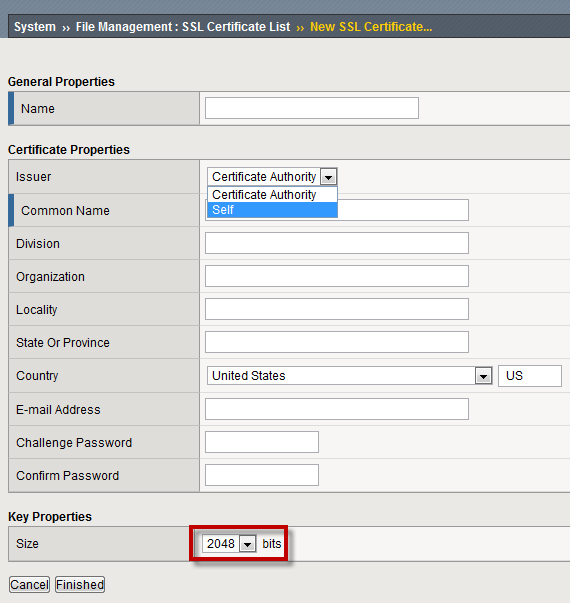 System ›› File Management : SSL Certificate List ›› New SSL Certificate...
General Properties
Name
Certificate Properties
Issuer Certificate Authority
Certificate Authority
Self
Common Name
Division
Organization
Locality
State Or Province
Country United States US
E-mail Address
Challenge Password
Confirm Password
Key Properties
Size 2048 bits
Cancel Finished